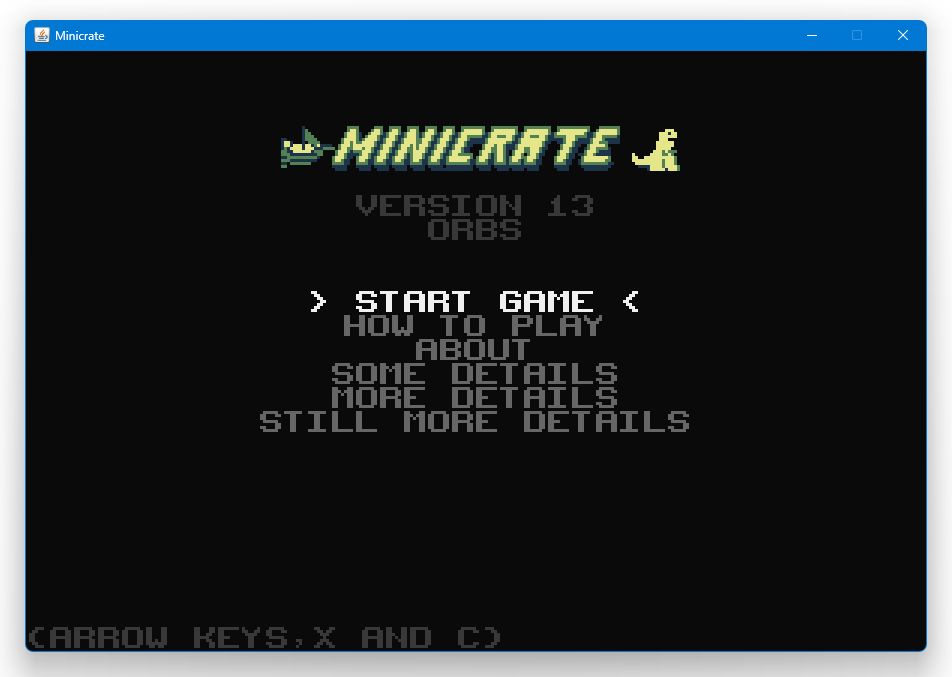 Minicrate
MINICRATE
VERSION 13
ORBS
> START GAME <
HOW TO PLAY
ABOUT
SOME DETAILS
MORE DETAILS
STILL MORE DETAILS
(ARROW KEYS,X AND C)